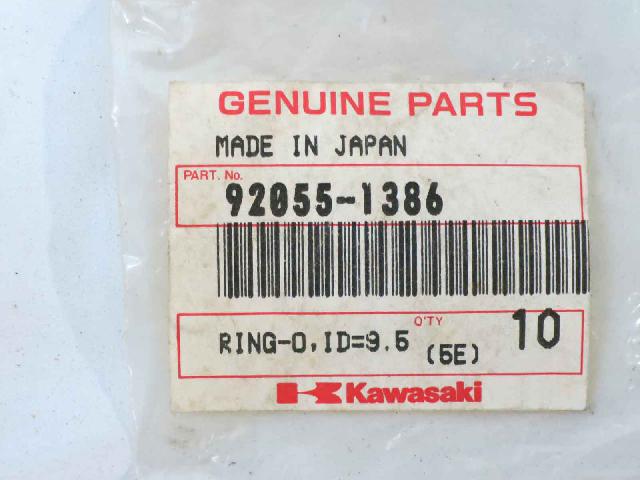 GENUINE PARTS
MADE IN JAPAN
PART. No.
92055-1386
RING-O,ID=9.5 (5E) Q'TY 10
Kawasaki